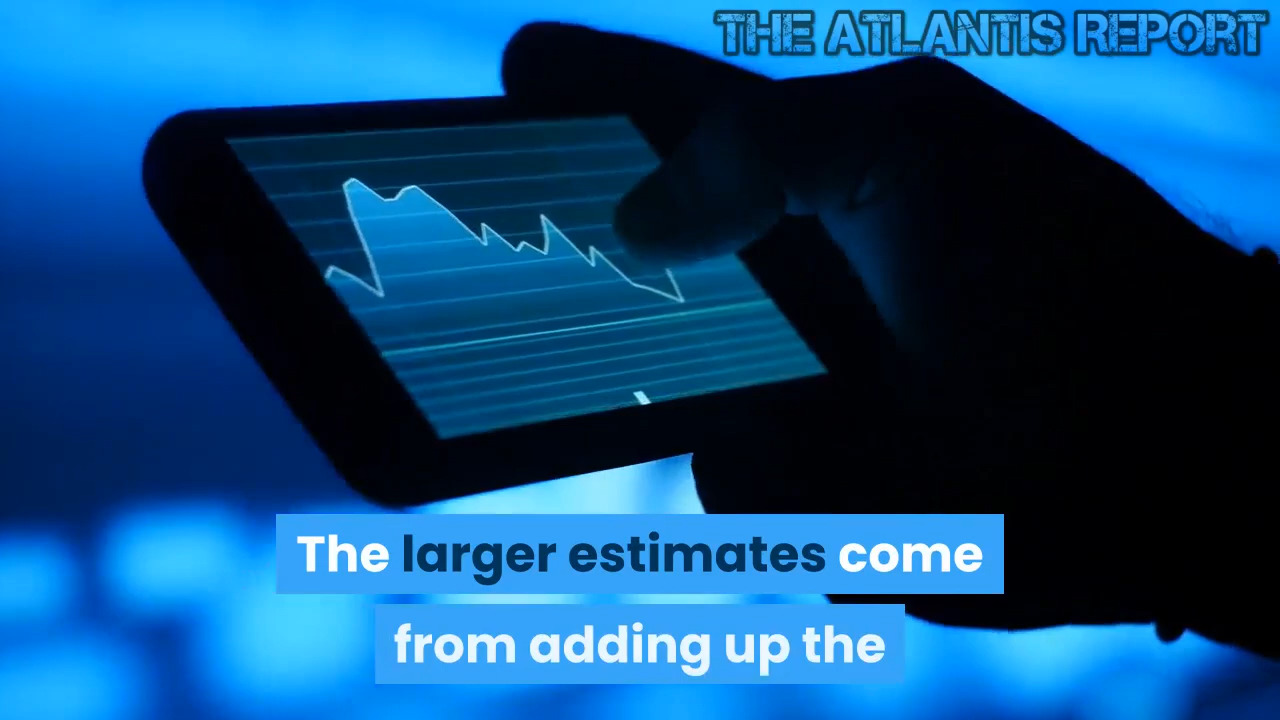 THE ATLANTIS REPORT
The larger estimates come
from adding up the